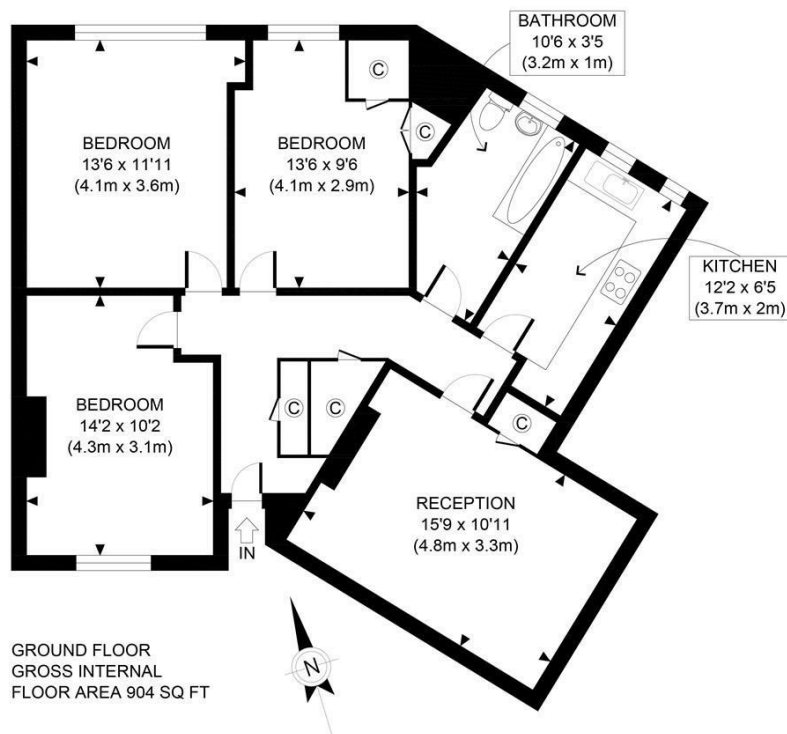 BATHROOM
10'6 x 3'5
(3.2m x 1m)
BEDROOM
13'6 x 11'11
(4.1m x 3.6m)
BEDROOM
13'6 x 9'6
(4.1m x 2.9m)
C
C
KITCHEN
12'2 x 6'5
(3.7m x 2m)
BEDROOM
14'2 x 10'2
(4.3m x 3.1m)
C
C
C
RECEPTION
15'9 x 10'11
(4.8m x 3.3m)
IN
N
GROUND FLOOR
GROSS INTERNAL
FLOOR AREA 904 SQ FT